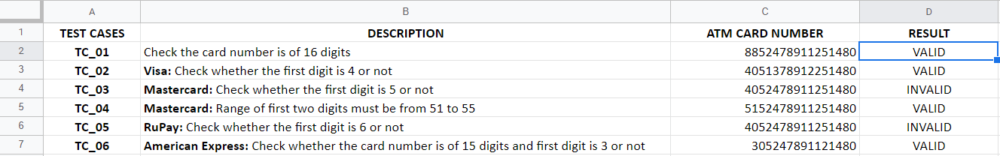 A B C D
1 TEST CASES DESCRIPTION ATM CARD NUMBER RESULT
2 TC_01 Check the card number is of 16 digits 8852478911251480 VALID
3 TC_02 Visa: Check whether the first digit is 4 or not 4051378912251480 VALID
4 TC_03 Mastercard: Check whether the first digit is 5 or not 4052478911251480 INVALID
5 TC_04 Mastercard: Range of first two digits must be from 51 to 55 5152478911251480 VALID
6 TC_05 RuPay: Check whether the first digit is 6 or not 4052478911251480 INVALID
7 TC_06 American Express: Check whether the card number is of 15 digits and first digit is 3 or not 305247891121480 VALID